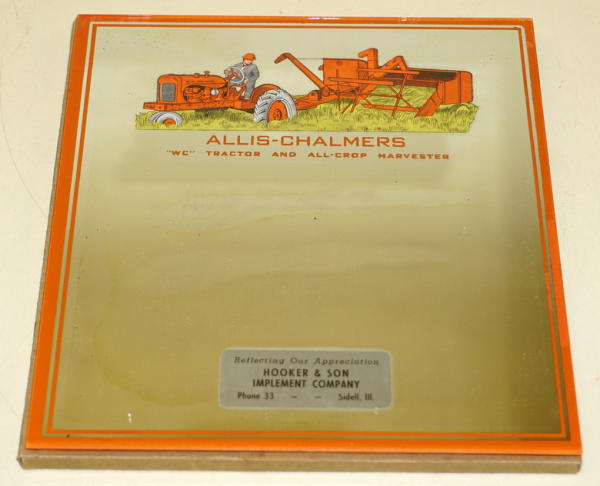 ALLIS-CHALMERS
"WC" TRACTOR AND ALL-CROP HARVESTER
Reflecting Our Appreciation
HOOKER & SON
IMPLEMENT COMPANY
Phone 33 – – Sidell, Ill.